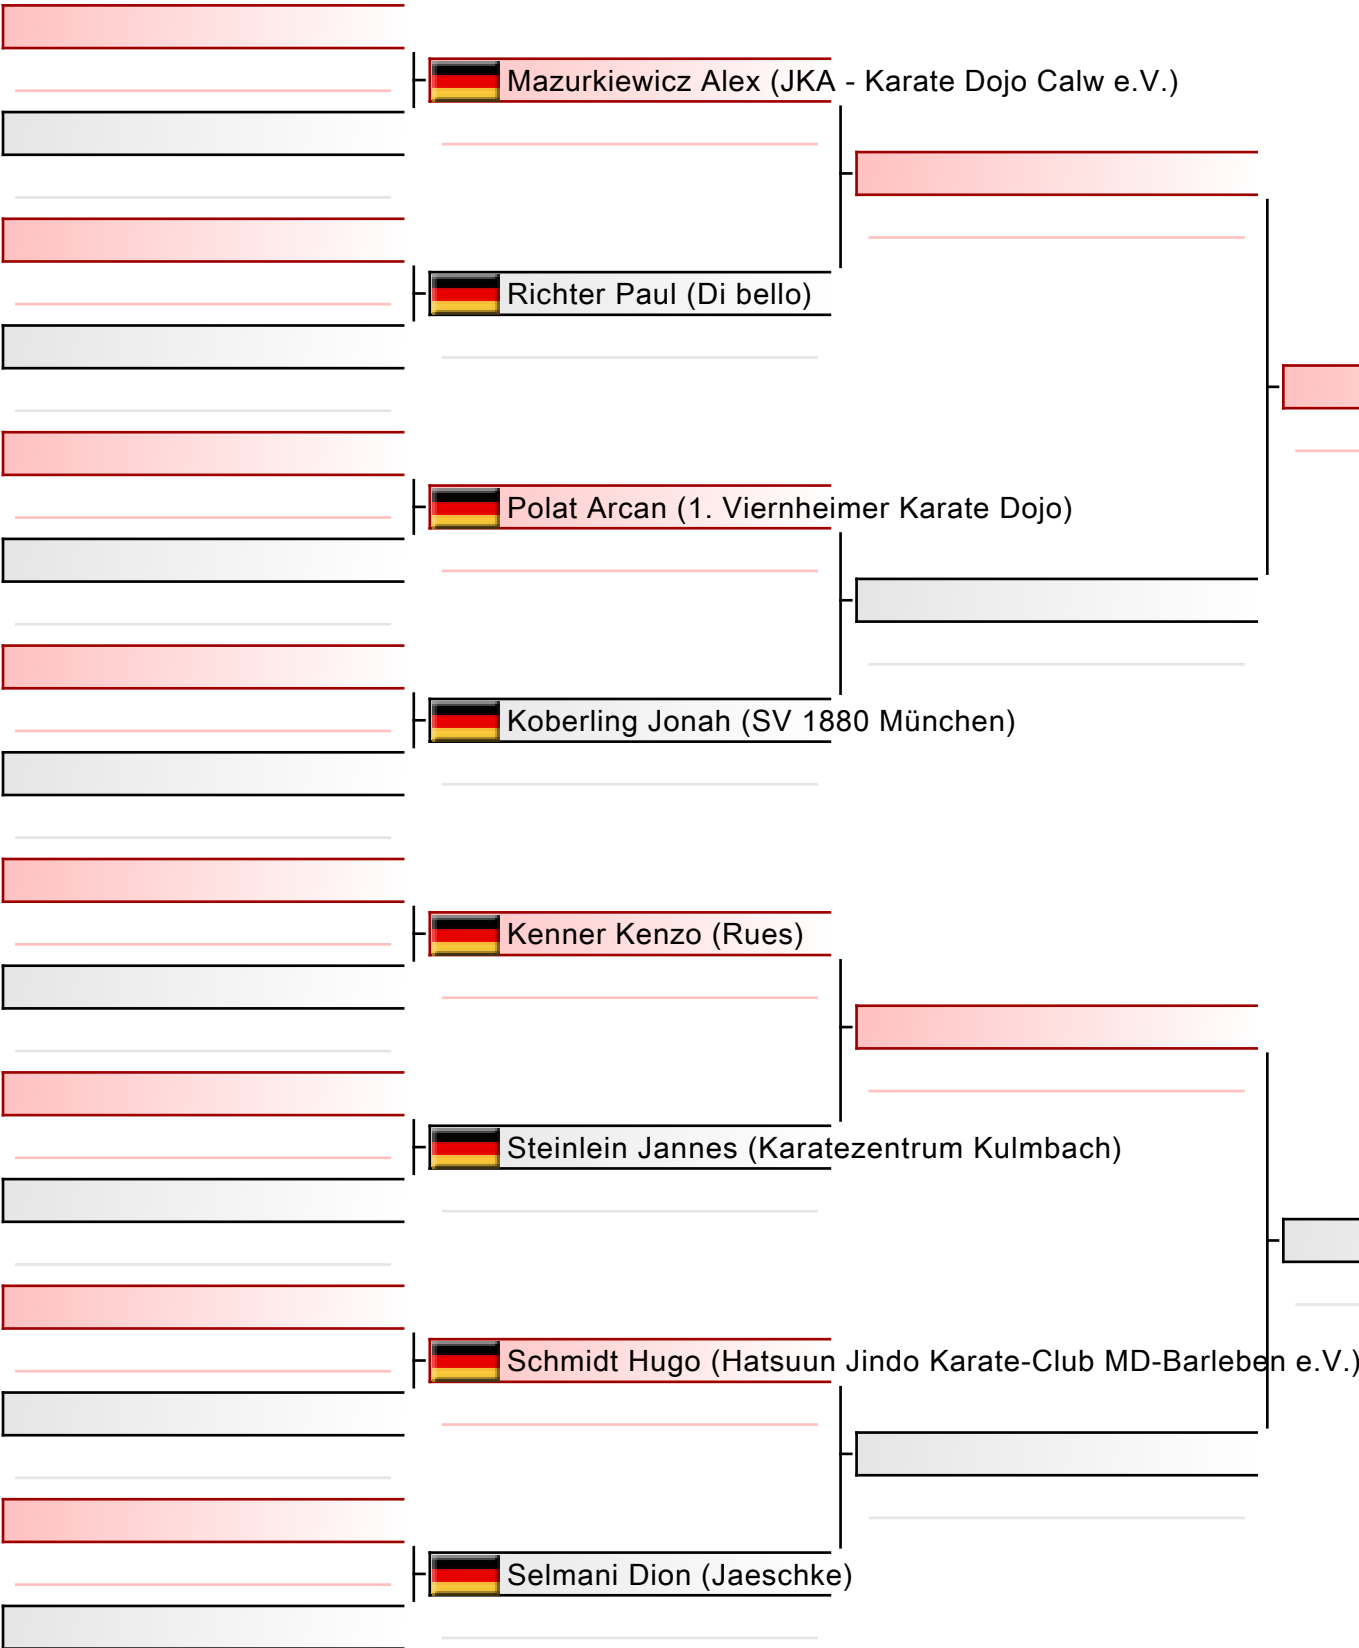 Mazurkiewicz Alex (JKA - Karate Dojo Calw e.V.)
Richter Paul (Di bello)
Polat Arcan (1. Viernheimer Karate Dojo)
Koberling Jonah (SV 1880 München)
Kenner Kenzo (Rues)
Steinlein Jannes (Karatezentrum Kulmbach)
Schmidt Hugo (Hatsuun Jindo Karate-Club MD-Barleben e.V.)
Selmani Dion (Jaeschke)